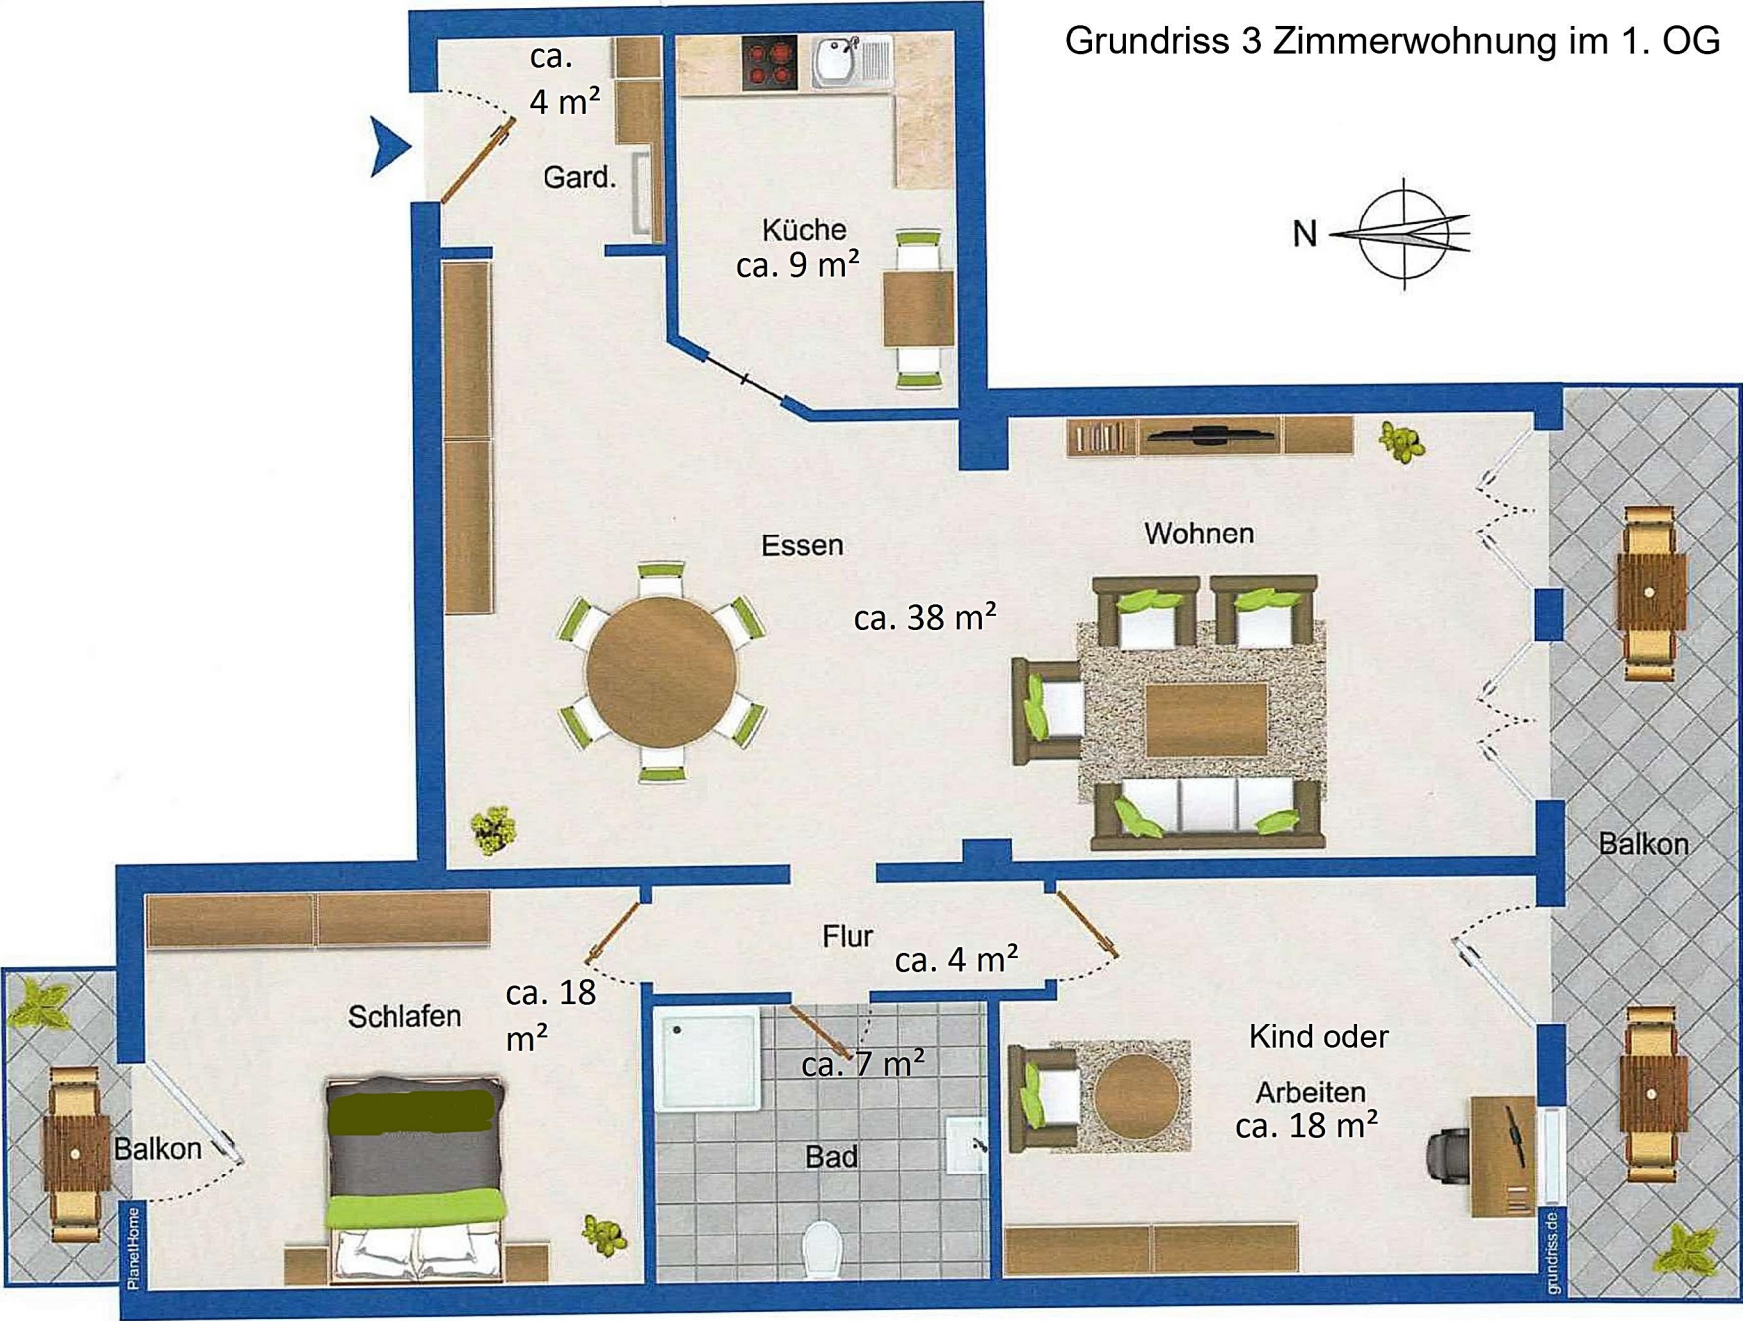 Grundriss 3 Zimmerwohnung im 1. OG
ca.
4 m²
Gard.
Küche
ca. 9 m²
N
Essen
Wohnen
ca. 38 m²
Balkon
Flur
ca. 4 m²
Schlafen
ca. 18
m²
Kind oder
Arbeiten
ca. 18 m²
ca. 7 m²
Bad
Balkon
PlanetHome
grundriss.de